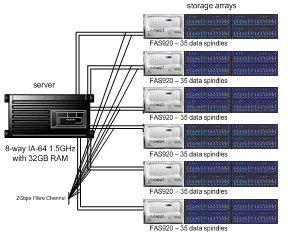 storage arrays
FAS920 – 35 data spindles
FAS920 – 35 data spindles
server
FAS920 – 35 data spindles
8-way IA-64 1.5GHz
with 32GB RAM
FAS920 – 35 data spindles
FAS920 – 35 data spindles
2Gbps Fibre Channel
FAS920 – 35 data spindles